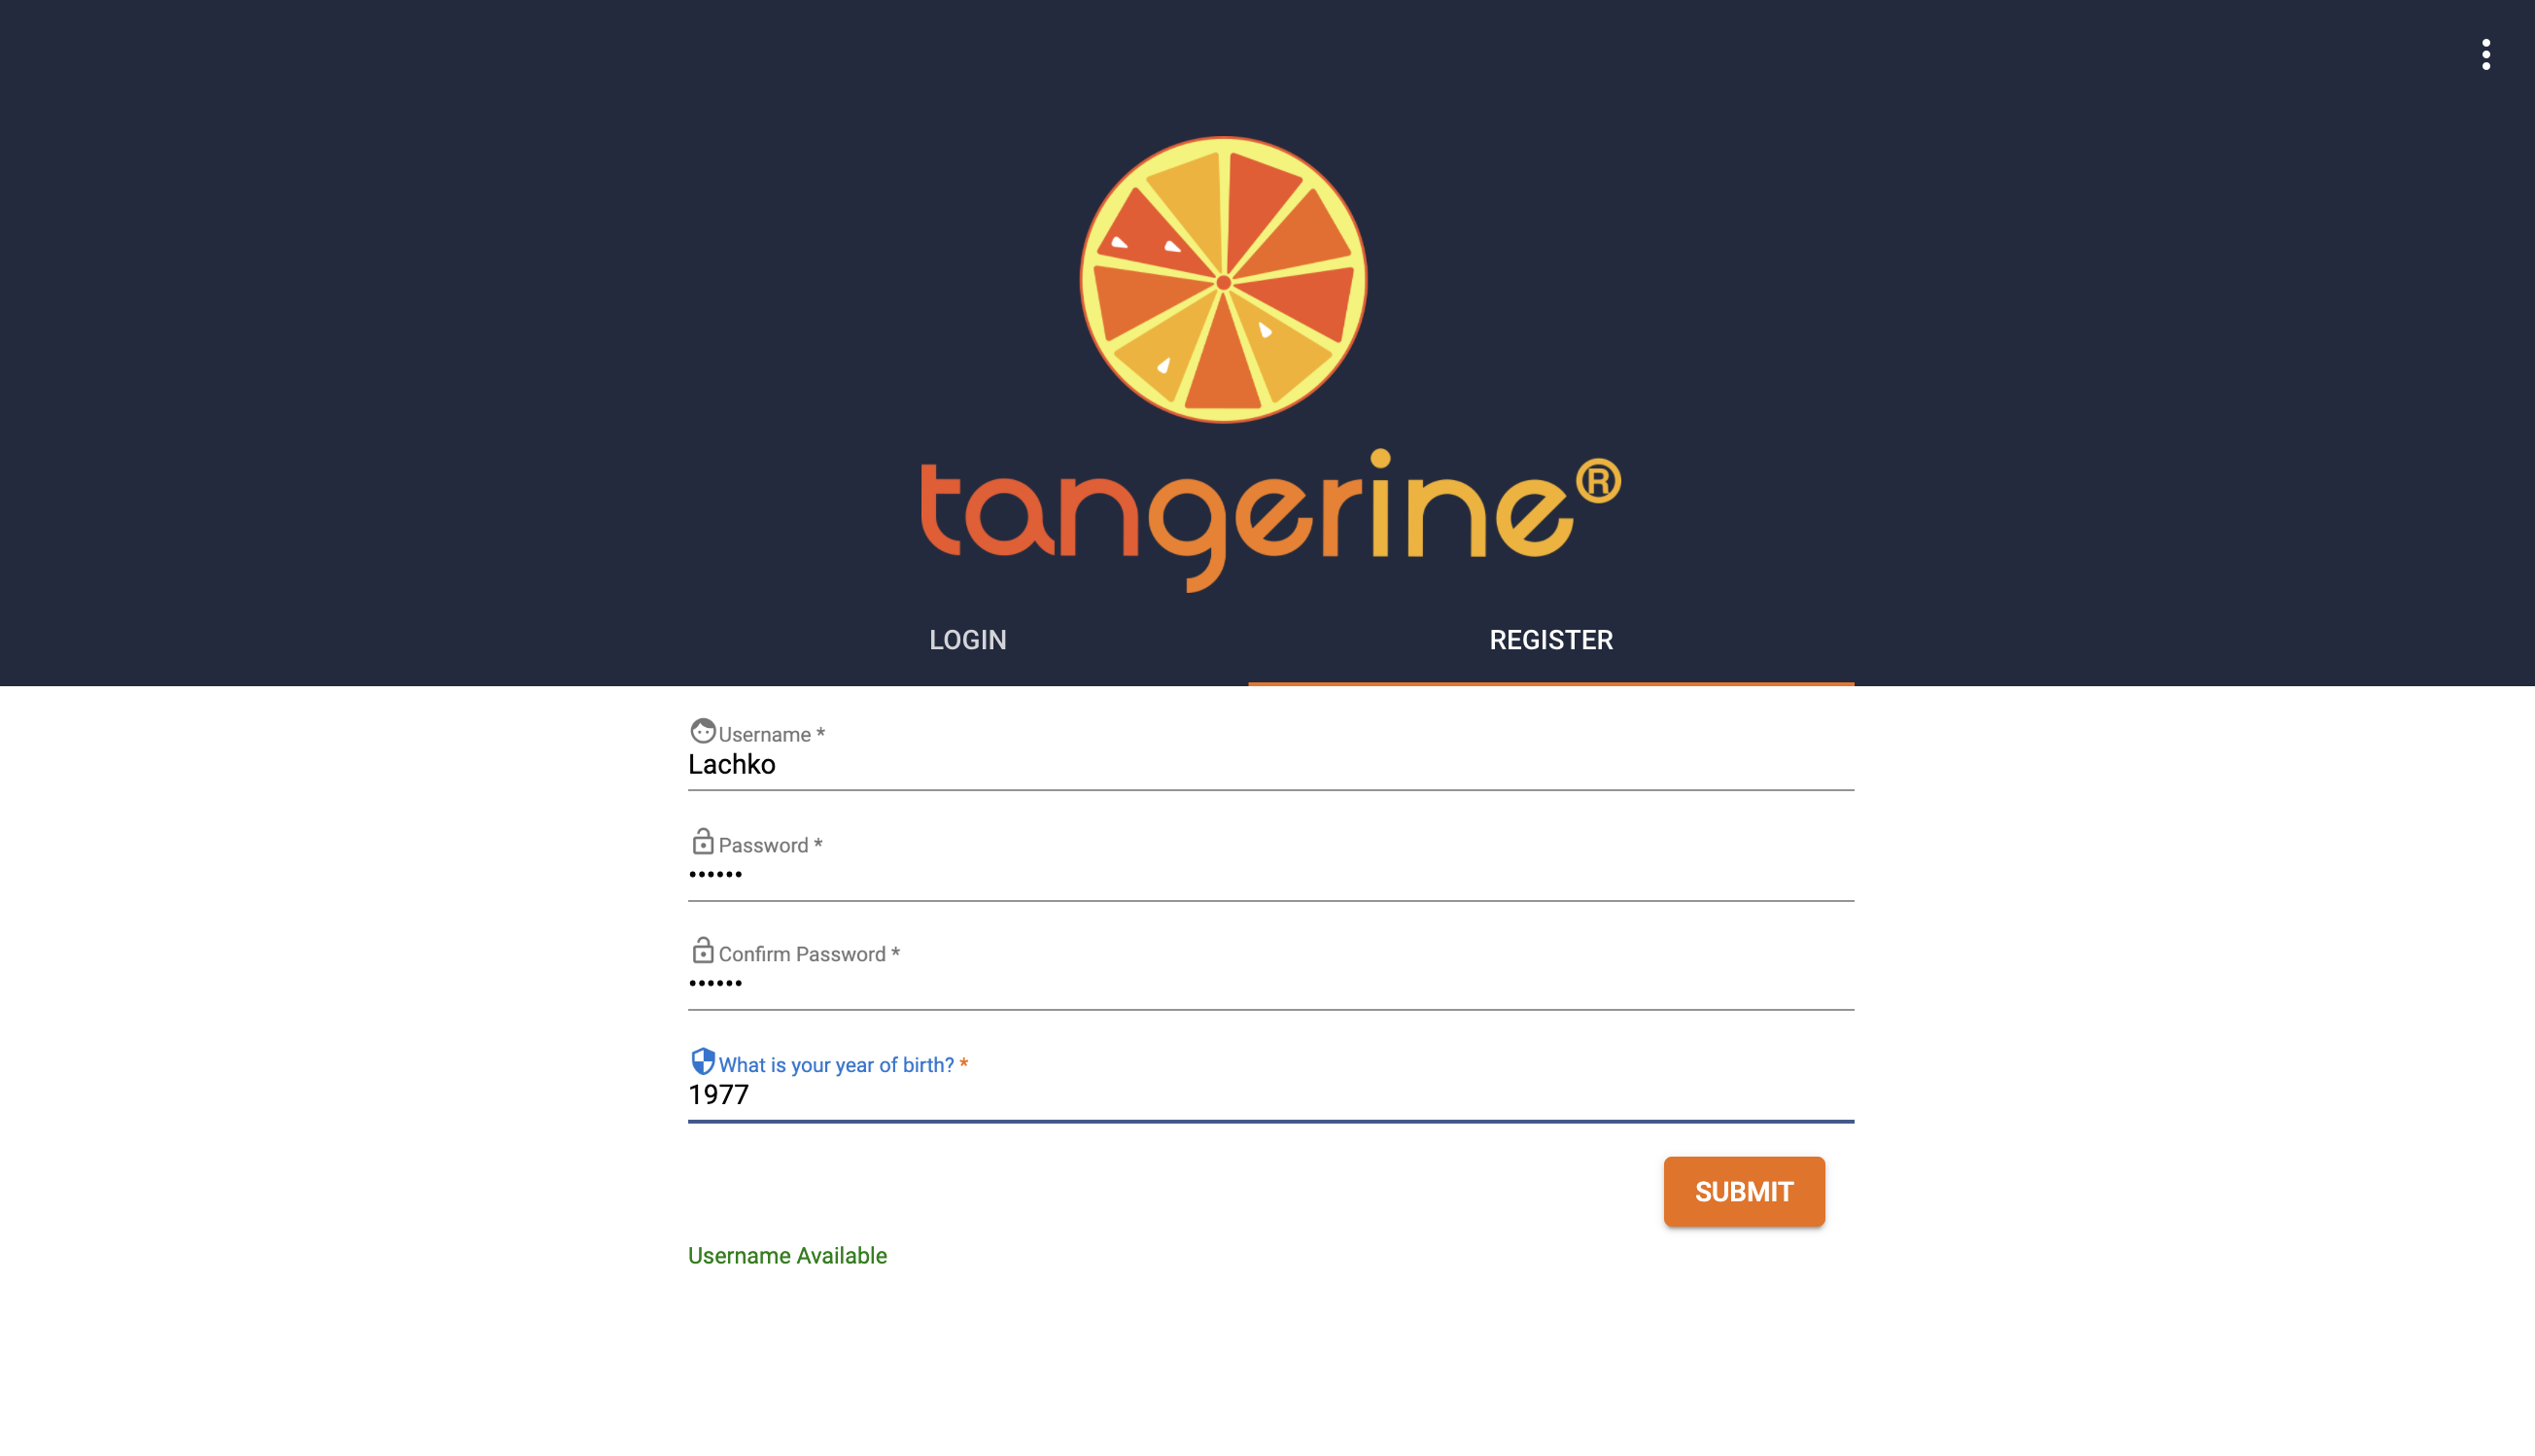 tangerine®
LOGIN
REGISTER
Username *
Lachko
Password *
••••••
Confirm Password *
••••••
What is your year of birth? *
1977
SUBMIT
Username Available